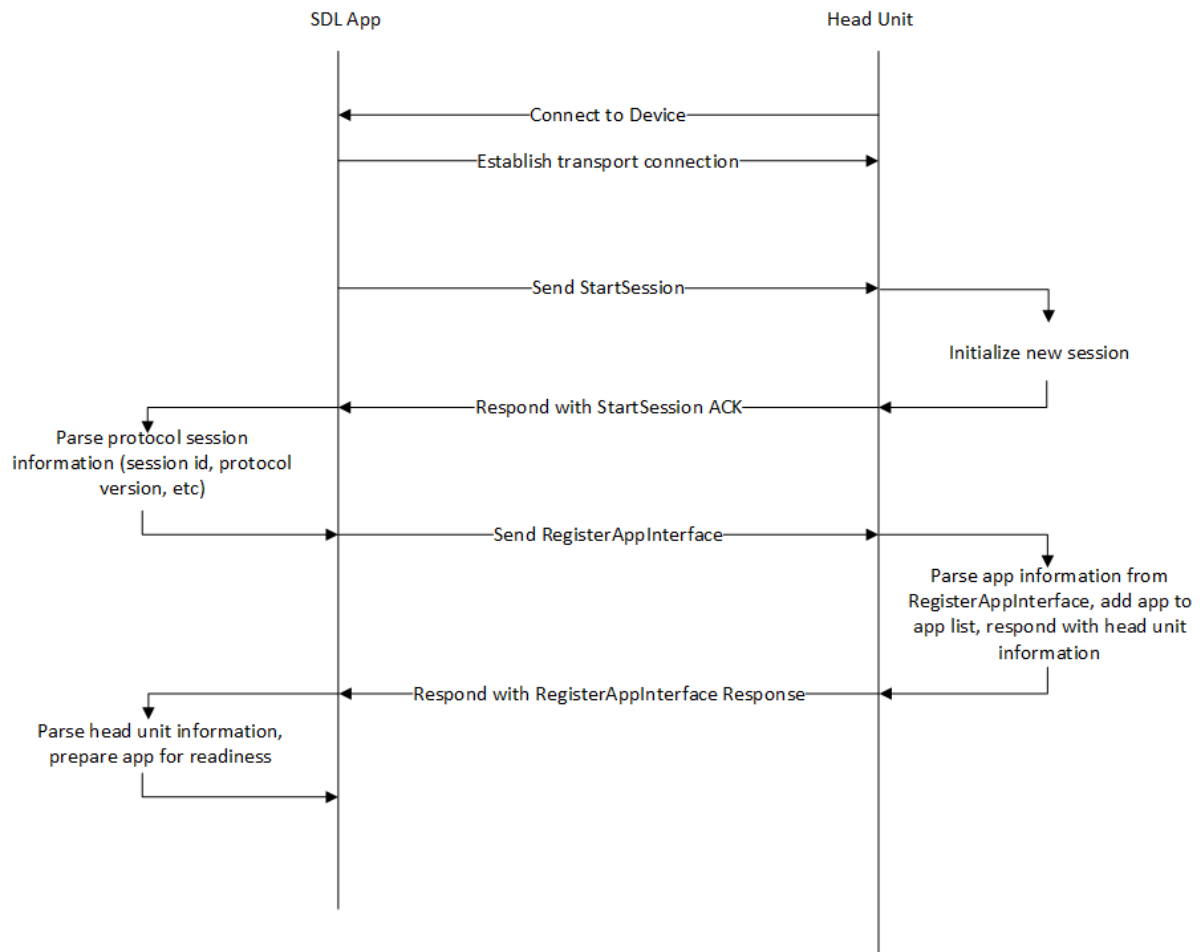 SDL App
Head Unit
Connect to Device
Establish transport connection
Send StartSession
Initialize new session
Respond with StartSession ACK
Parse protocol session
information (session id, protocol
version, etc)
Send RegisterAppInterface
Parse app information from
RegisterAppInterface, add app to
app list, respond with head unit
information
Respond with RegisterAppInterface Response
Parse head unit information,
prepare app for readiness